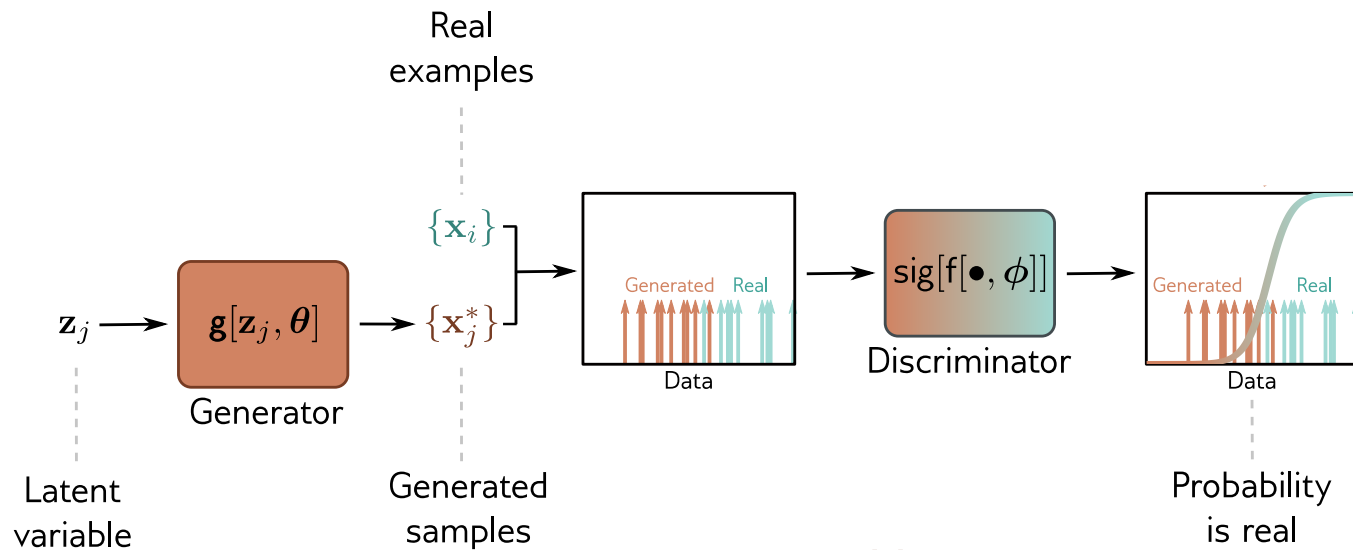 Real
examples
{x_i}
Generated Real
Generated Real
z_j
g[z_j, θ]
{x_j^*}
sig[f[•, ϕ]]
Data
Discriminator
Data
Generator
Latent
variable
Generated
samples
Probability
is real